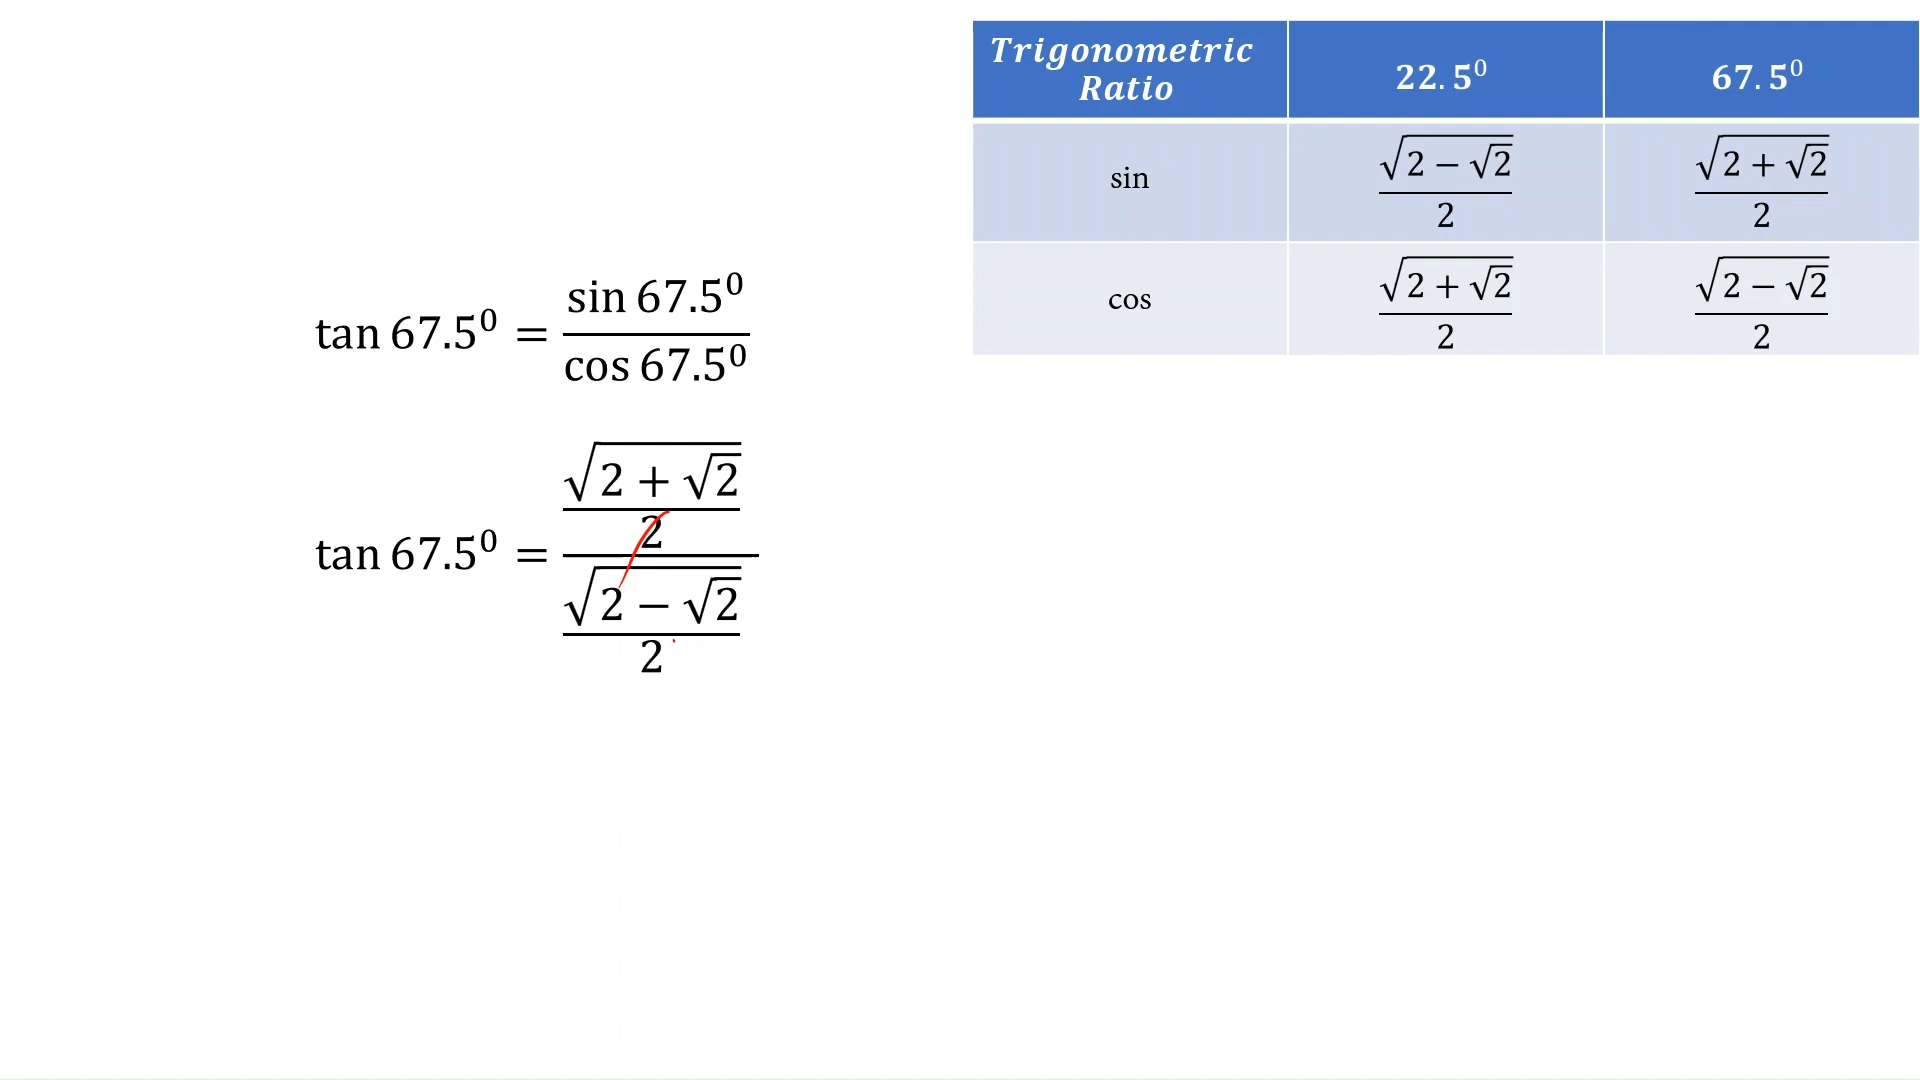 Trigonometric Ratio 22.5⁰ 67.5⁰
sin √(2 − √2)/2 √(2 + √2)/2
cos √(2 + √2)/2 √(2 − √2)/2
tan 67.5⁰ = sin 67.5⁰/cos 67.5⁰
tan 67.5⁰ = (√(2 + √2)/2)/(√(2 − √2)/2)